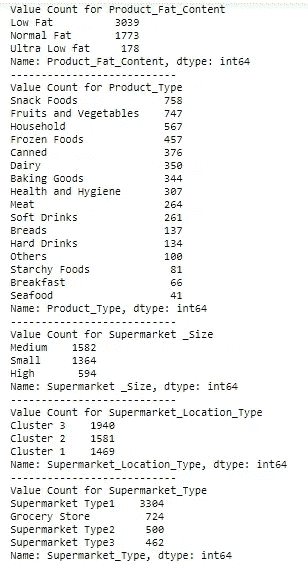 Value Count for Product_Fat_Content
Low Fat 3039
Normal Fat 1773
Ultra Low fat 178
Name: Product_Fat_Content, dtype: int64
---------------------------
Value Count for Product_Type
Snack Foods 758
Fruits and Vegetables 747
Household 567
Frozen Foods 457
Canned 376
Dairy 350
Baking Goods 344
Health and Hygiene 307
Meat 264
Soft Drinks 261
Breads 137
Hard Drinks 134
Others 100
Starchy Foods 81
Breakfast 66
Seafood 41
Name: Product_Type, dtype: int64
---------------------------
Value Count for Supermarket _Size
Medium 1582
Small 1364
High 594
Name: Supermarket _Size, dtype: int64
---------------------------
Value Count for Supermarket_Location_Type
Cluster 3 1940
Cluster 2 1581
Cluster 1 1469
Name: Supermarket_Location_Type, dtype: int64
---------------------------
Value Count for Supermarket_Type
Supermarket Type1 3304
Grocery Store 724
Supermarket Type2 500
Supermarket Type3 462
Name: Supermarket_Type, dtype: int64